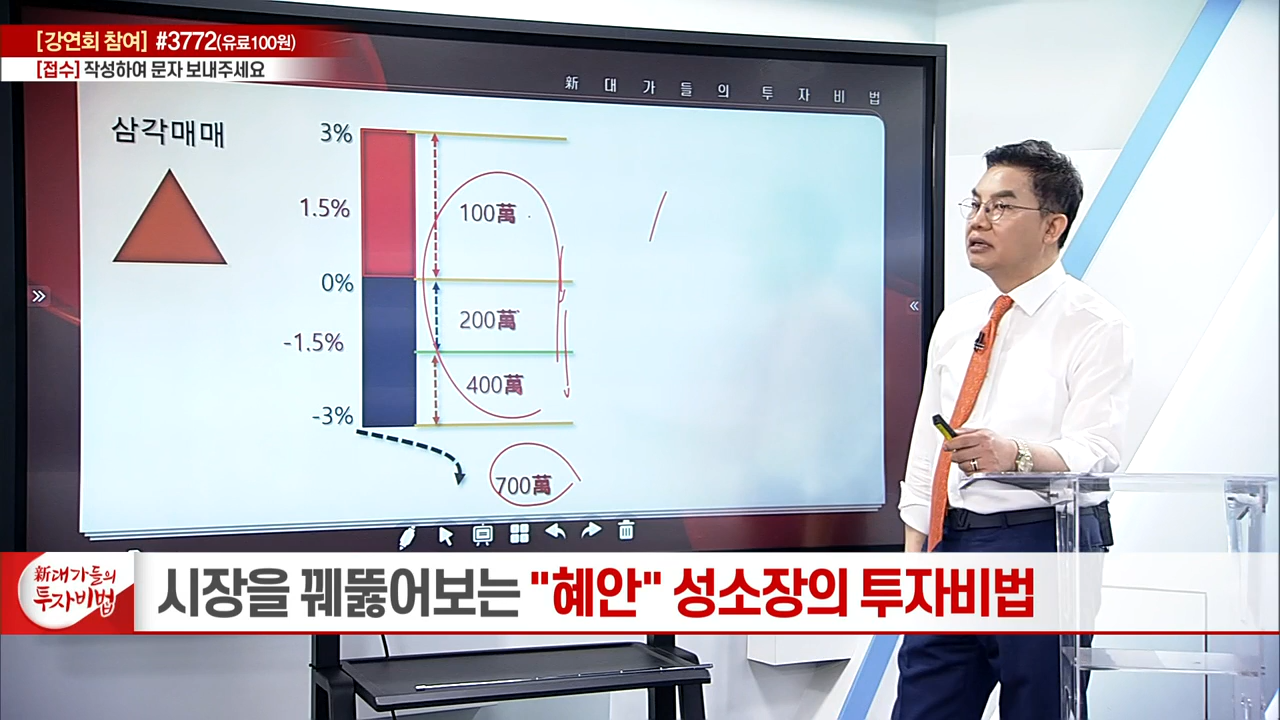 [강연회 참여] #3772(유료100원)
[접수] 작성하여 문자 보내주세요
新 대가들의 투자비법
삼각매매
3%
1.5%
0%
-1.5%
-3%
100萬
200萬
400萬
700萬
新대가들의
투자비법
시장을 꿰뚫어보는 "혜안" 성소장의 투자비법